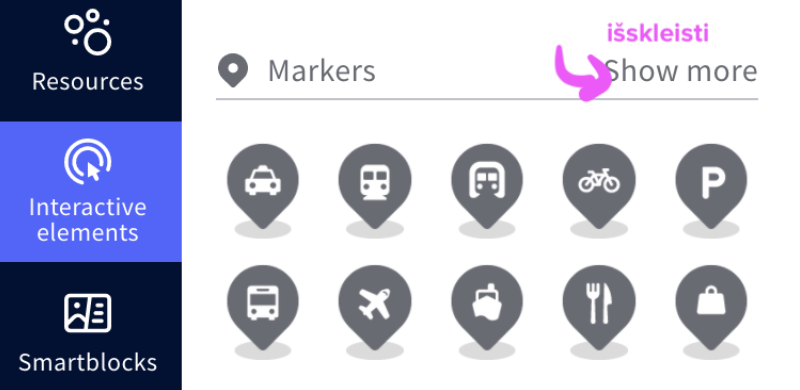 išskleisti
Resources
Markers
Show more
Interactive
elements
P
Smartblocks